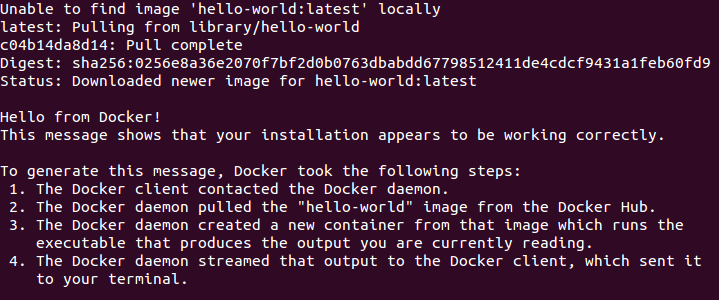 Unable to find image 'hello-world:latest' locally
latest: Pulling from library/hello-world
c04b14da8d14: Pull complete
Digest: sha256:0256e8a36e2070f7bf2d0b0763dbabdd67798512411de4cdcf9431a1feb60fd9
Status: Downloaded newer image for hello-world:latest
Hello from Docker!
This message shows that your installation appears to be working correctly.
To generate this message, Docker took the following steps:
1. The Docker client contacted the Docker daemon.
2. The Docker daemon pulled the "hello-world" image from the Docker Hub.
3. The Docker daemon created a new container from that image which runs the
executable that produces the output you are currently reading.
4. The Docker daemon streamed that output to the Docker client, which sent it
to your terminal.